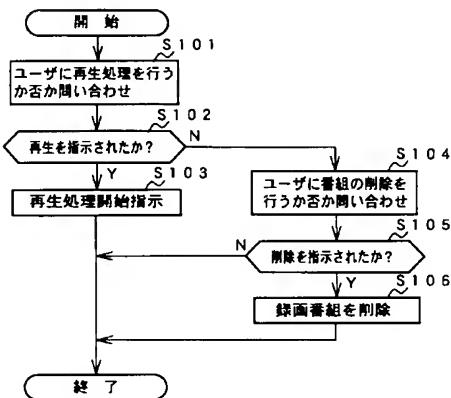 開 始
S101
ユーザに再生処理を行う
か否か問い合わせ
S102
再生を指示されたか?
N
Y
S103
再生処理開始指示
S104
ユーザに番組の削除を
行うか否か問い合わせ
S105
削除を指示されたか?
N
Y
S106
録画番組を削除
終 了